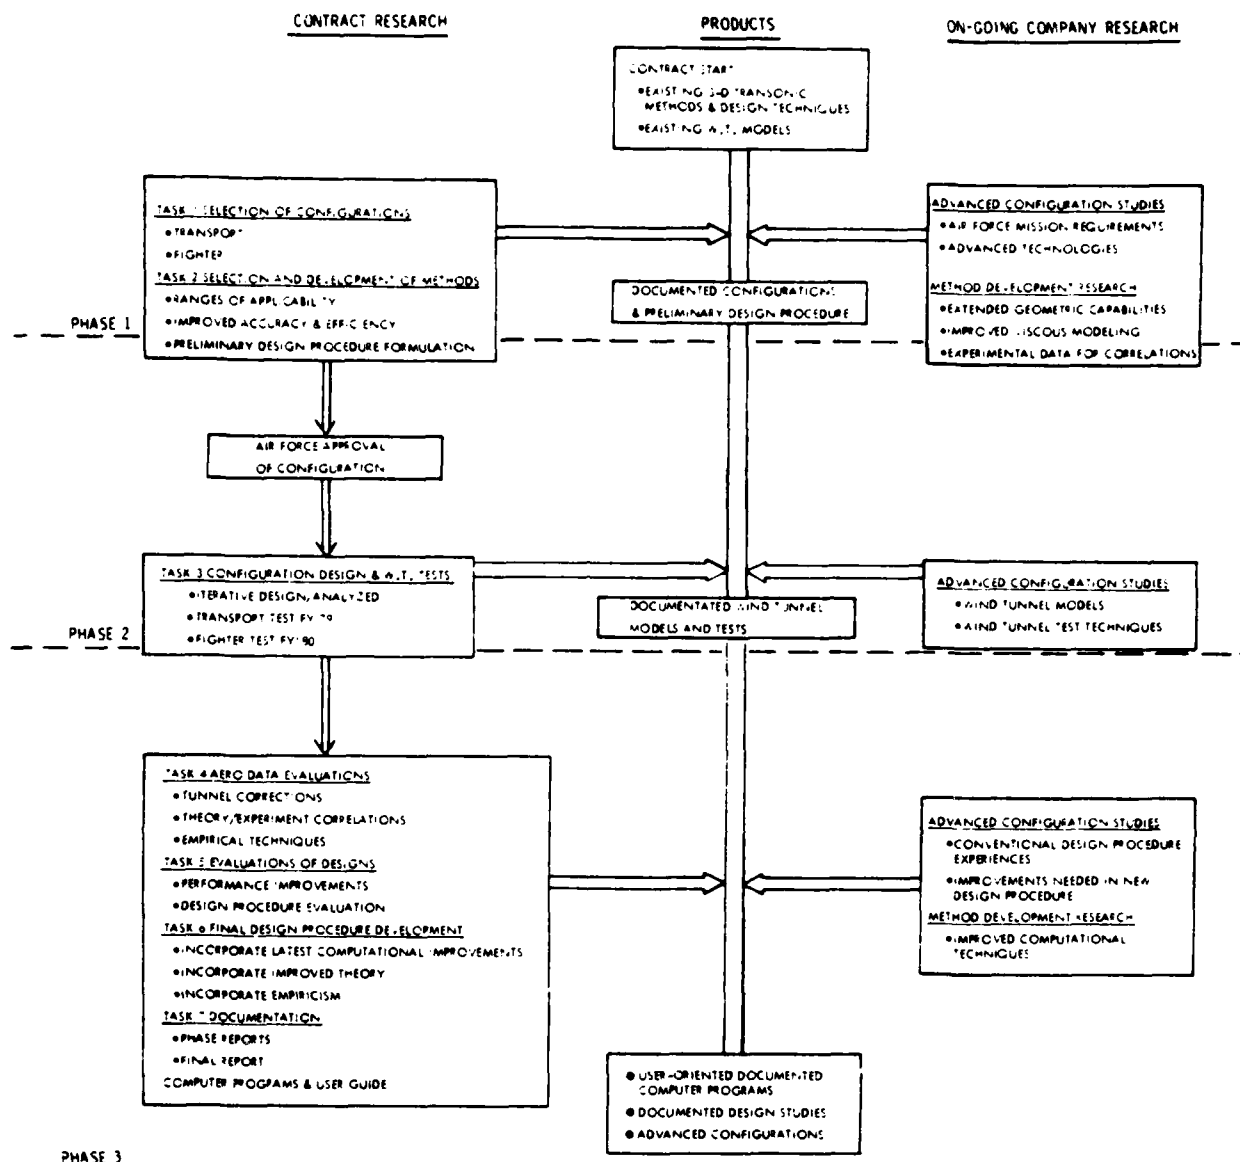 CONTRACT RESEARCH
PRODUCTS
ON-GOING COMPANY RESEARCH
CONTRACT START
•EXISTING 3-D TRANSONIC
METHODS & DESIGN TECHNIQUES
•EXISTING W.T. MODELS
TASK 1 SELECTION OF CONFIGURATIONS
•TRANSPORT
•FIGHTER
TASK 2 SELECTION AND DEVELOPMENT OF METHODS
•RANGES OF APPLICABILITY
•IMPROVED ACCURACY & EFFICIENCY
•PRELIMINARY DESIGN PROCEDURE FORMULATION
ADVANCED CONFIGURATION STUDIES
•AIR FORCE MISSION REQUIREMENTS
•ADVANCED TECHNOLOGIES
METHOD DEVELOPMENT RESEARCH
•EXTENDED GEOMETRIC CAPABILITIES
•IMPROVED VISCOUS MODELING
•EXPERIMENTAL DATA FOR CORRELATIONS
DOCUMENTED CONFIGURATIONS
& PRELIMINARY DESIGN PROCEDURE
PHASE 1
AIR FORCE APPROVAL
OF CONFIGURATION
TASK 3 CONFIGURATION DESIGN & W.T. TESTS
•ITERATIVE DESIGN/ANALYZED
•TRANSPORT TEST FY'79
•FIGHTER TEST FY'80
DOCUMENTATED WIND TUNNEL
MODELS AND TESTS
ADVANCED CONFIGURATION STUDIES
•WIND TUNNEL MODELS
•WIND TUNNEL TEST TECHNIQUES
PHASE 2
TASK 4 AERO DATA EVALUATIONS
•TUNNEL CORRECTIONS
•THEORY/EXPERIMENT CORRELATIONS
•EMPIRICAL TECHNIQUES
TASK 5 EVALUATIONS OF DESIGNS
•PERFORMANCE IMPROVEMENTS
•DESIGN PROCEDURE EVALUATION
TASK 6 FINAL DESIGN PROCEDURE DEVELOPMENT
•INCORPORATE LATEST COMPUTATIONAL IMPROVEMENTS
•INCORPORATE IMPROVED THEORY
•INCORPORATE EMPIRICISM
TASK 7 DOCUMENTATION
•PHASE REPORTS
•FINAL REPORT
COMPUTER PROGRAMS & USER GUIDE
ADVANCED CONFIGURATION STUDIES
•CONVENTIONAL DESIGN PROCEDURE
EXPERIENCES
•IMPROVEMENTS NEEDED IN NEW
DESIGN PROCEDURE
METHOD DEVELOPMENT RESEARCH
•IMPROVED COMPUTATIONAL
TECHNIQUES
• USER-ORIENTED DOCUMENTED
COMPUTER PROGRAMS
• DOCUMENTED DESIGN STUDIES
• ADVANCED CONFIGURATIONS
PHASE 3